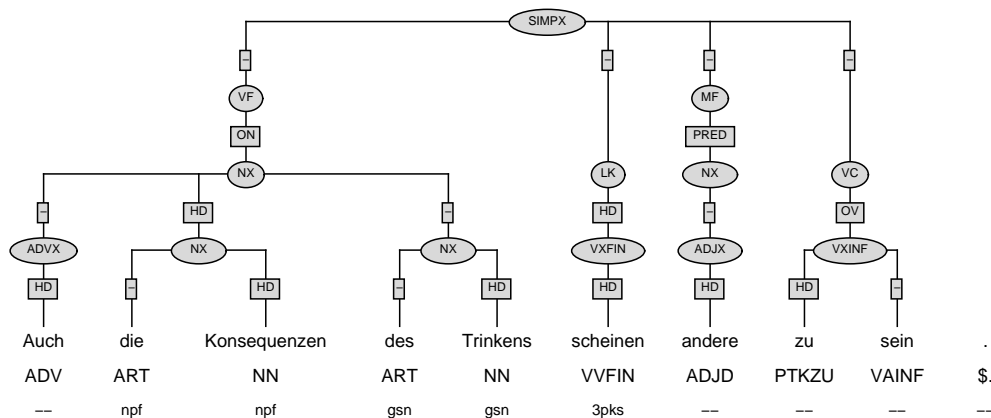 SIMPX
– – – –
VF MF
ON PRED
NX LK NX VC
– HD – HD – OV
ADVX NX NX VXFIN ADJX VXINF
HD – HD – HD HD HD HD –
Auch die Konsequenzen des Trinkens scheinen andere zu sein .
ADV ART NN ART NN VVFIN ADJD PTKZU VAINF $.
–– npf npf gsn gsn 3pks –– –– –– ––